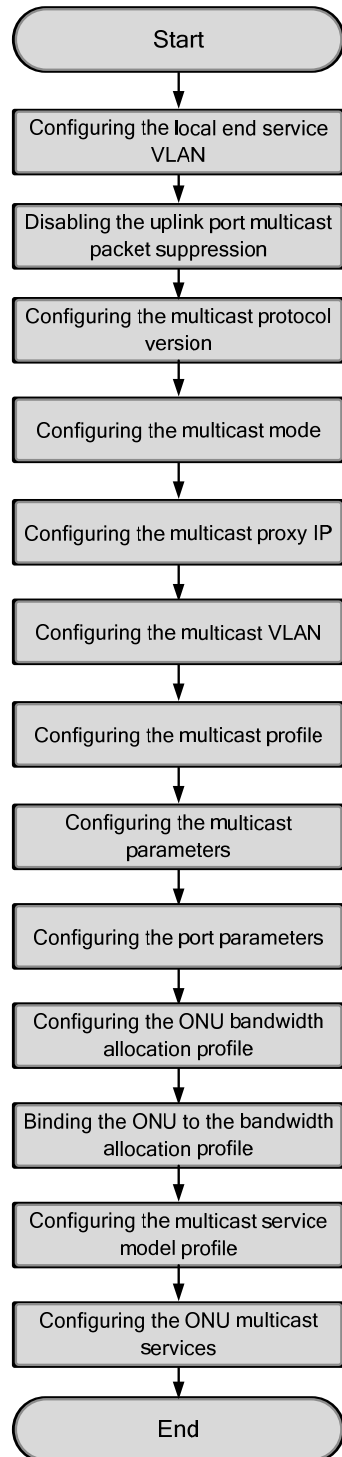 Start
Configuring the local end service
VLAN
Disabling the uplink port multicast
packet suppression
Configuring the multicast protocol
version
Configuring the multicast mode
Configuring the multicast proxy IP
Configuring the multicast VLAN
Configuring the multicast profile
Configuring the multicast
parameters
Configuring the port parameters
Configuring the ONU bandwidth
allocation profile
Binding the ONU to the bandwidth
allocation profile
Configuring the multicast service
model profile
Configuring the ONU multicast
services
End